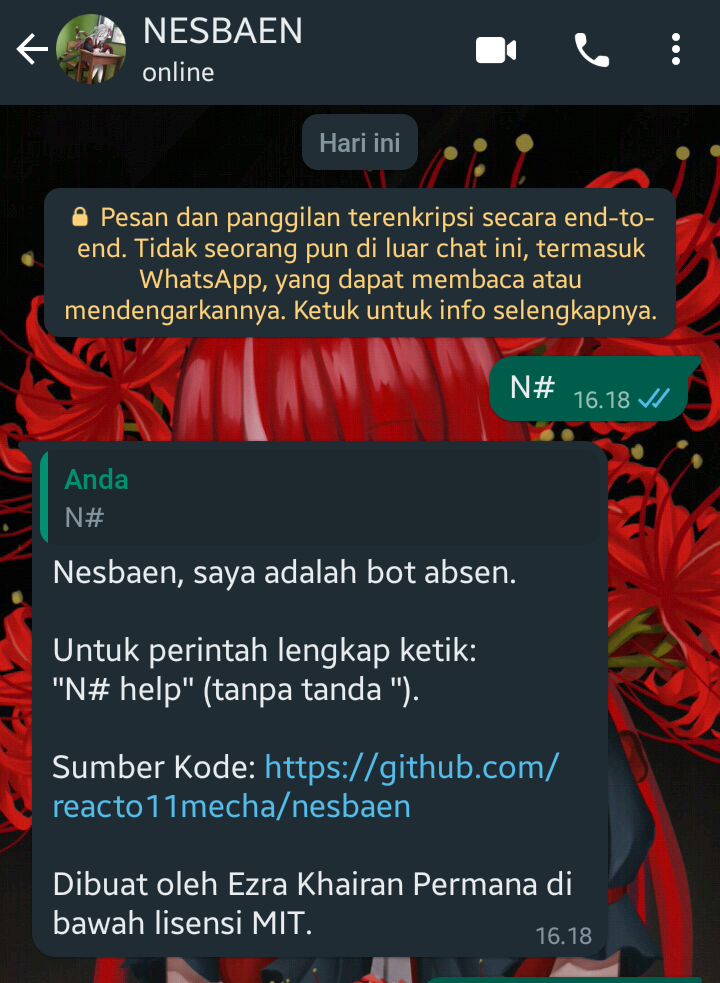 NESBAEN
online
Hari ini
Pesan dan panggilan terenkripsi secara end-to-
end. Tidak seorang pun di luar chat ini, termasuk
WhatsApp, yang dapat membaca atau
mendengarkannya. Ketuk untuk info selengkapnya.
N# 16.18
Anda
N#
Nesbaen, saya adalah bot absen.
Untuk perintah lengkap ketik:
"N# help" (tanpa tanda ").
Sumber Kode: https://github.com/
reacto11mecha/nesbaen
Dibuat oleh Ezra Khairan Permana di
bawah lisensi MIT.
16.18